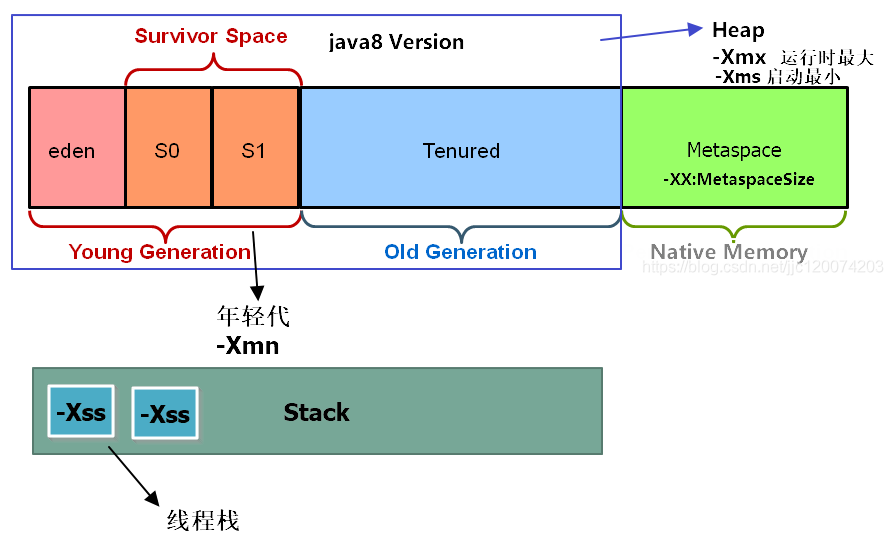 Survivor Space
java8 Version
Heap
-Xmx 运行时最大
-Xms 启动最小
eden
S0
S1
Tenured
Metaspace
-XX:MetaspaceSize
Young Generation
Old Generation
Native Memory
https://blog.csdn.net/jjc120074203
年轻代
-Xmn
-Xss
-Xss
Stack
线程栈